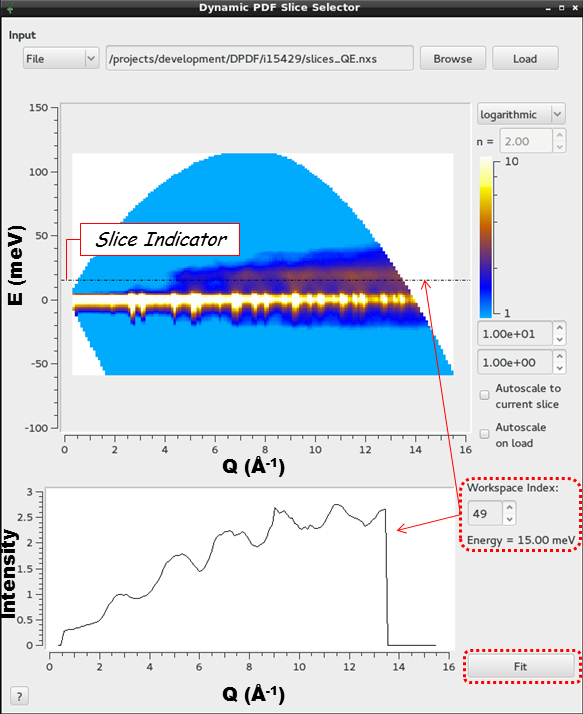 Dynamic PDF Slice Selector
Input
File /projects/development/DPDF/i15429/slices_QE.nxs Browse Load
logarithmic
n = 2.00
10
1
1.00e+01
1.00e+00
Autoscale to
current slice
Autoscale
on load
150
100
50
0
-50
-100
E (meV)
Slice Indicator
0 2 4 6 8 10 12 14 16
Q (Å-1)
Workspace Index:
49
Energy = 15.00 meV
3
2.5
2
1.5
1
0.5
0
Intensity
0 2 4 6 8 10 12 14 16
Q (Å-1)
Fit
?